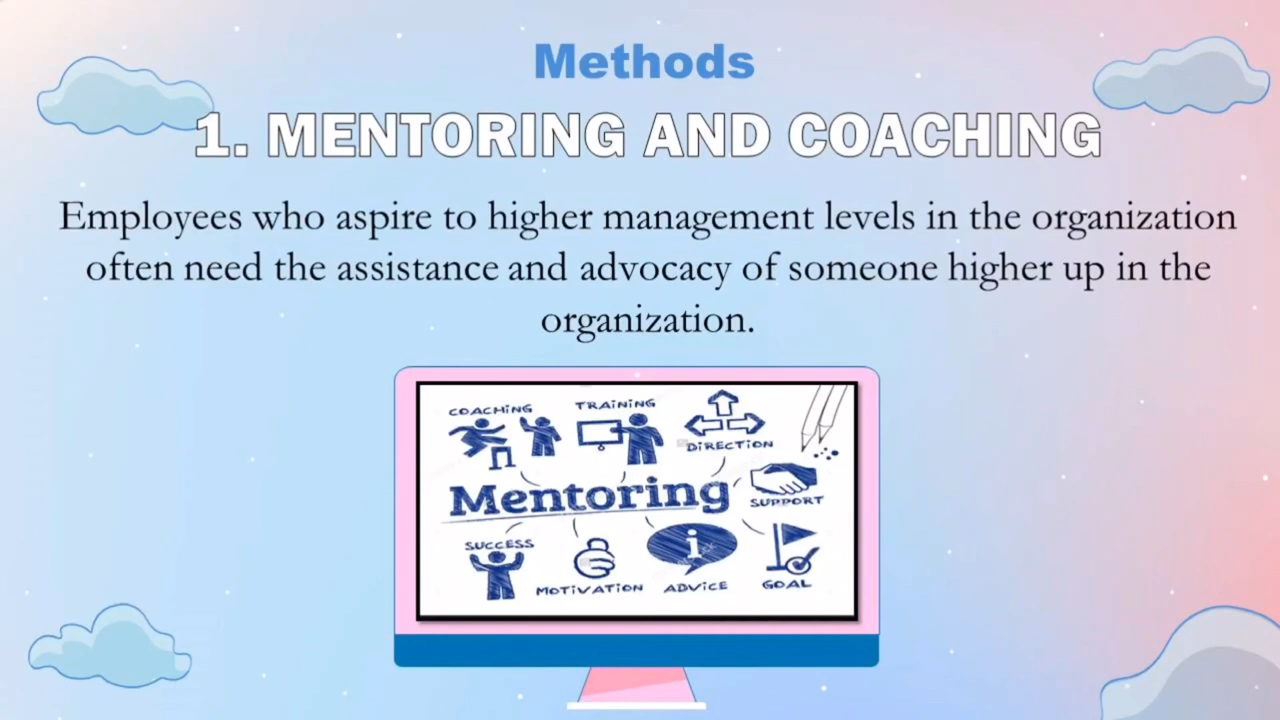 Methods
1. MENTORING AND COACHING
Employees who aspire to higher management levels in the organization
often need the assistance and advocacy of someone higher up in the
organization.
COACHING
TRAINING
DIRECTION
Mentoring
SUPPORT
SUCCESS
MOTIVATION
ADVICE
GOAL